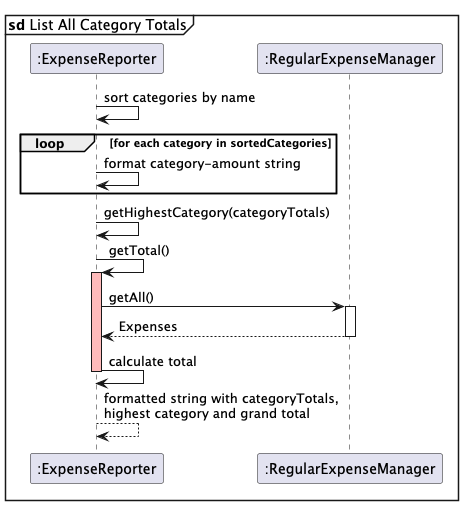 sd List All Category Totals
:ExpenseReporter
:RegularExpenseManager
sort categories by name
loop
[for each category in sortedCategories]
format category-amount string
getHighestCategory(categoryTotals)
getTotal()
getAll()
Expenses
calculate total
formatted string with categoryTotals,
highest category and grand total
:ExpenseReporter
:RegularExpenseManager